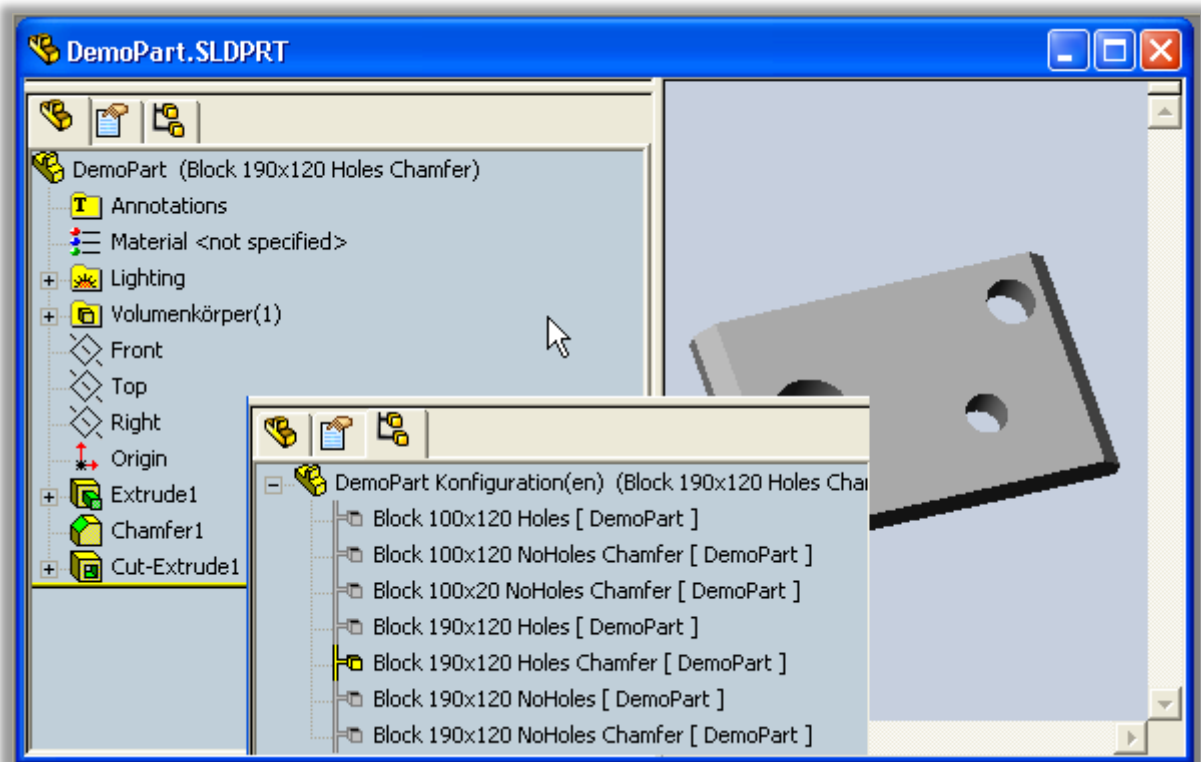 DemoPart.SLDPRT
DemoPart (Block 190x120 Holes Chamfer)
T Annotations
Material <not specified>
Lighting
Volumenkörper(1)
Front
Top
Right
Origin
Extrude1
Chamfer1
Cut-Extrude1
DemoPart Konfiguration(en) (Block 190x120 Holes Cha
Block 100x120 Holes [ DemoPart ]
Block 100x120 NoHoles Chamfer [ DemoPart ]
Block 100x20 NoHoles Chamfer [ DemoPart ]
Block 190x120 Holes [ DemoPart ]
Block 190x120 Holes Chamfer [ DemoPart ]
Block 190x120 NoHoles [ DemoPart ]
Block 190x120 NoHoles Chamfer [ DemoPart ]